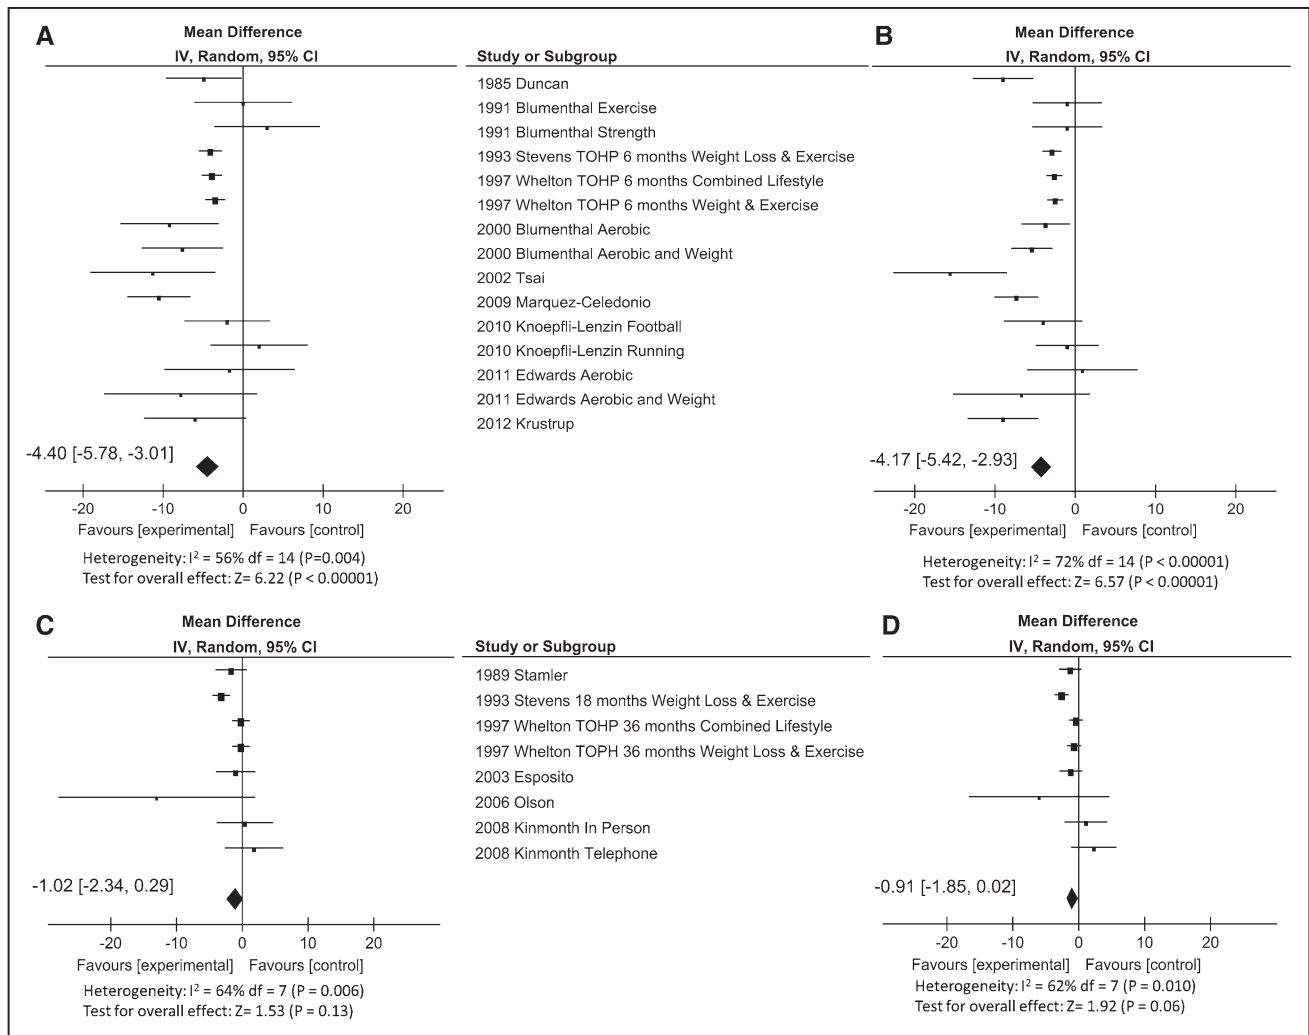 A
Mean Difference
IV, Random, 95% CI
Study or Subgroup
B
Mean Difference
IV, Random, 95% CI
1985 Duncan
1991 Blumenthal Exercise
1991 Blumenthal Strength
1993 Stevens TOHP 6 months Weight Loss & Exercise
1997 Whelton TOHP 6 months Combined Lifestyle
1997 Whelton TOHP 6 months Weight & Exercise
2000 Blumenthal Aerobic
2000 Blumenthal Aerobic and Weight
2002 Tsai
2009 Marquez-Celedonio
2010 Knoepfli-Lenzin Football
2010 Knoepfli-Lenzin Running
2011 Edwards Aerobic
2011 Edwards Aerobic and Weight
2012 Krustrup
-4.40 [-5.78, -3.01]
-20 -10 0 10 20
Favours [experimental] Favours [control]
Heterogeneity: I² = 56% df = 14 (P=0.004)
Test for overall effect: Z= 6.22 (P < 0.00001)
-4.17 [-5.42, -2.93]
-20 -10 0 10 20
Favours [experimental] Favours [control]
Heterogeneity: I² = 72% df = 14 (P < 0.00001)
Test for overall effect: Z= 6.57 (P < 0.00001)
C
Mean Difference
IV, Random, 95% CI
Study or Subgroup
D
Mean Difference
IV, Random, 95% CI
1989 Stamler
1993 Stevens 18 months Weight Loss & Exercise
1997 Whelton TOHP 36 months Combined Lifestyle
1997 Whelton TOPH 36 months Weight Loss & Exercise
2003 Esposito
2006 Olson
2008 Kinmonth In Person
2008 Kinmonth Telephone
-1.02 [-2.34, 0.29]
-20 -10 0 10 20
Favours [experimental] Favours [control]
Heterogeneity: I² = 64% df = 7 (P = 0.006)
Test for overall effect: Z= 1.53 (P = 0.13)
-0.91 [-1.85, 0.02]
-20 -10 0 10 20
Favours [experimental] Favours [control]
Heterogeneity: I² = 62% df = 7 (P = 0.010)
Test for overall effect: Z= 1.92 (P = 0.06)